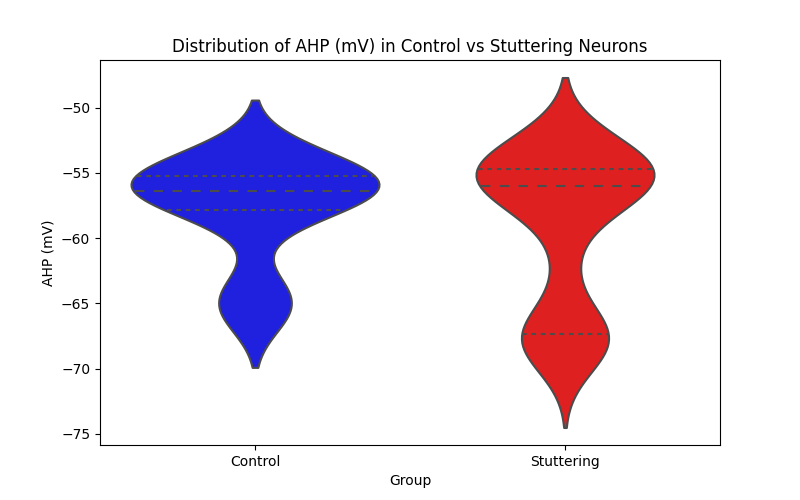 Distribution of AHP (mV) in Control vs Stuttering Neurons
−50
−55
−60
−65
−70
−75
AHP (mV)
Control
Stuttering
Group